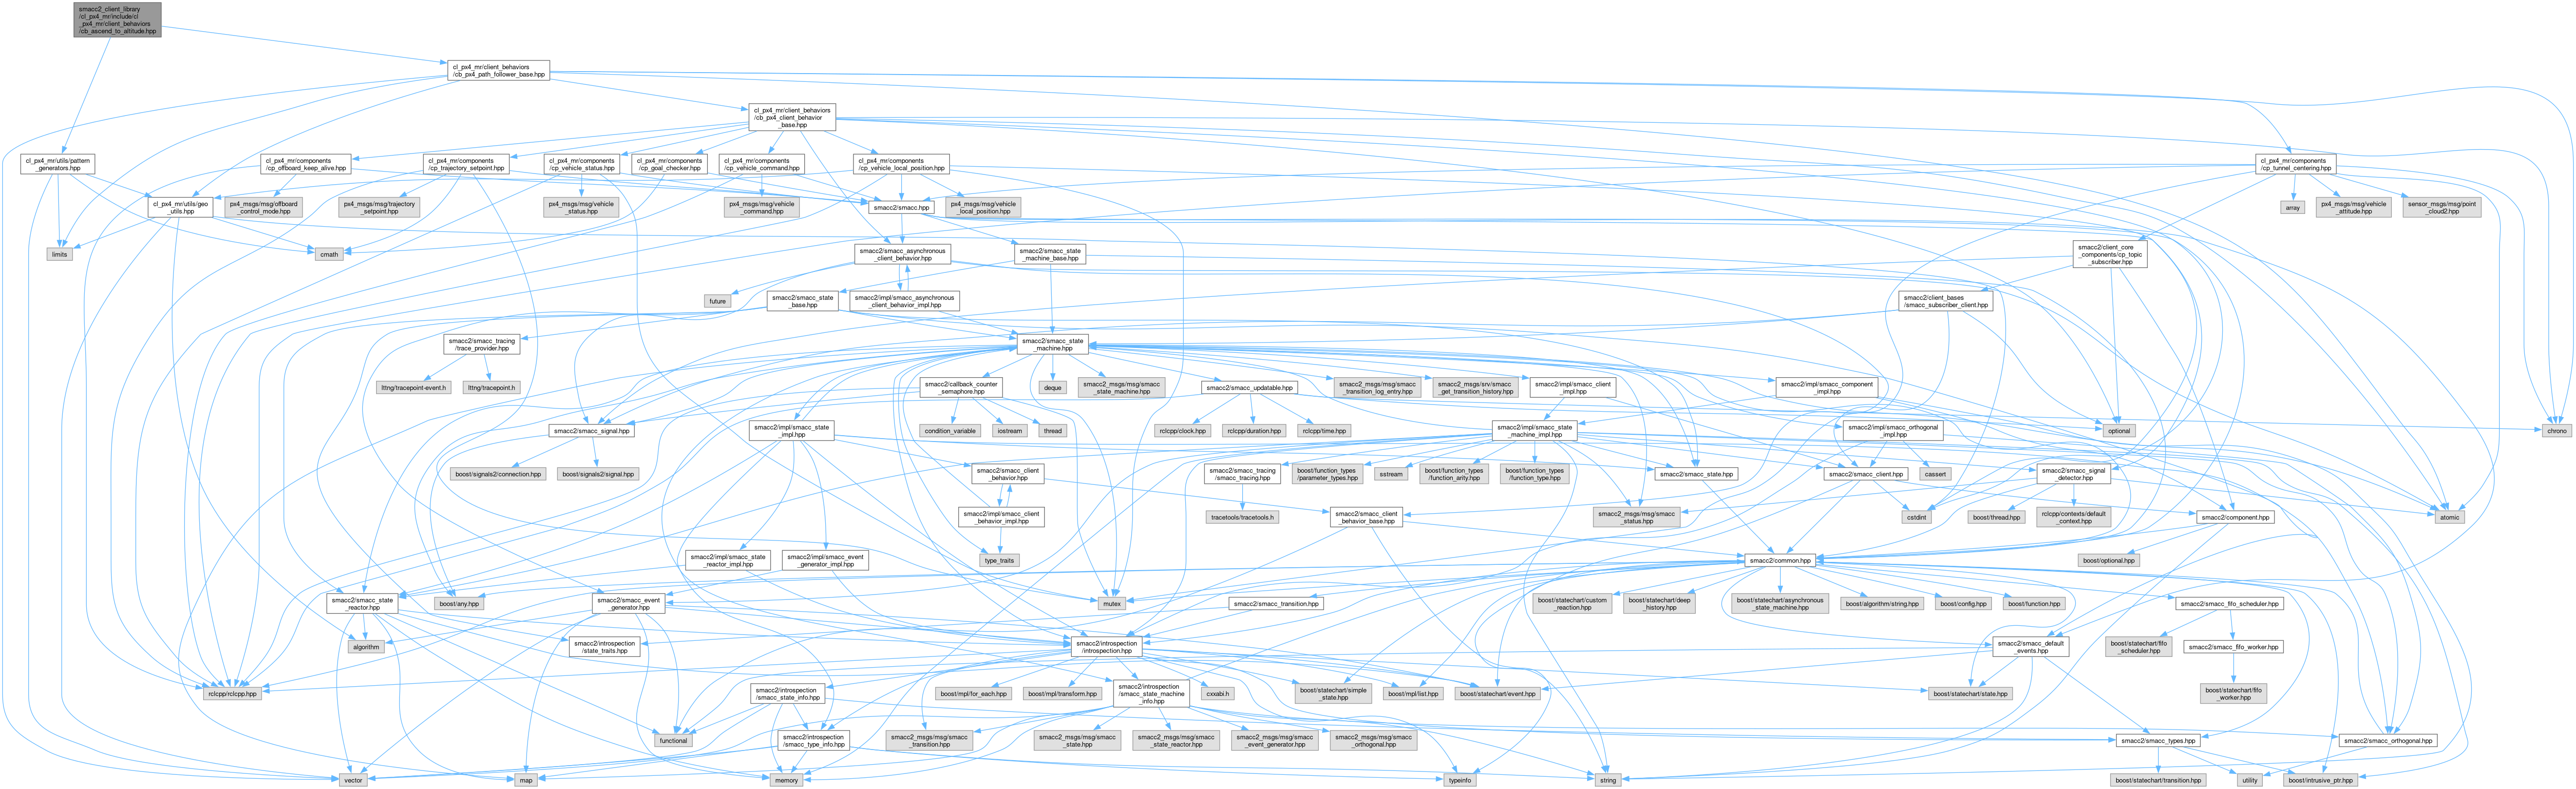 smacc2_client_library
/cl_px4_mr/include/cl
_px4_mr/client_behaviors
/cb_ascend_to_altitude.hpp
cl_px4_mr/client_behaviors
/cb_px4_path_follower_base.hpp
cl_px4_mr/client_behaviors
/cb_px4_client_behavior
_base.hpp
cl_px4_mr/utils/pattern
_generators.hpp
cl_px4_mr/components
/cp_offboard_keep_alive.hpp
cl_px4_mr/components
/cp_trajectory_setpoint.hpp
cl_px4_mr/components
/cp_vehicle_status.hpp
cl_px4_mr/components
/cp_goal_checker.hpp
cl_px4_mr/components
/cp_vehicle_command.hpp
cl_px4_mr/components
/cp_vehicle_local_position.hpp
cl_px4_mr/components
/cp_tunnel_centering.hpp
cl_px4_mr/utils/geo
_utils.hpp
px4_msgs/msg/offboard
_control_mode.hpp
px4_msgs/msg/trajectory
_setpoint.hpp
px4_msgs/msg/vehicle
_status.hpp
px4_msgs/msg/vehicle
_command.hpp
smacc2/smacc.hpp
px4_msgs/msg/vehicle
_local_position.hpp
array
px4_msgs/msg/vehicle
_attitude.hpp
sensor_msgs/msg/point
_cloud2.hpp
limits
cmath
smacc2/smacc_asynchronous
_client_behavior.hpp
smacc2/smacc_state
_machine_base.hpp
smacc2/client_core
_components/cp_topic
_subscriber.hpp
future
smacc2/smacc_state
_base.hpp
smacc2/impl/smacc_asynchronous
_client_behavior_impl.hpp
smacc2/client_bases
/smacc_subscriber_client.hpp
smacc2/smacc_tracing
/trace_provider.hpp
smacc2/smacc_state
_machine.hpp
lttng/tracepoint-event.h
lttng/tracepoint.h
smacc2/callback_counter
_semaphore.hpp
deque
smacc2_msgs/msg/smacc
_state_machine.hpp
smacc2/smacc_updatable.hpp
smacc2_msgs/msg/smacc
_transition_log_entry.hpp
smacc2_msgs/srv/smacc
_get_transition_history.hpp
smacc2/impl/smacc_client
_impl.hpp
smacc2/impl/smacc_component
_impl.hpp
smacc2/smacc_signal.hpp
condition_variable
iostream
thread
smacc2/impl/smacc_state
_impl.hpp
rclcpp/clock.hpp
rclcpp/duration.hpp
rclcpp/time.hpp
smacc2/impl/smacc_state
_machine_impl.hpp
smacc2/impl/smacc_orthogonal
_impl.hpp
optional
chrono
boost/signals2/connection.hpp
boost/signals2/signal.hpp
smacc2/smacc_client
_behavior.hpp
smacc2/smacc_tracing
/smacc_tracing.hpp
boost/function_types
/parameter_types.hpp
sstream
boost/function_types
/function_arity.hpp
boost/function_types
/function_type.hpp
smacc2/smacc_state.hpp
smacc2/smacc_client.hpp
cassert
smacc2/smacc_signal
_detector.hpp
smacc2/impl/smacc_client
_behavior_impl.hpp
tracetools/tracetools.h
smacc2/smacc_client
_behavior_base.hpp
smacc2_msgs/msg/smacc
_status.hpp
cstdint
boost/thread.hpp
rclcpp/contexts/default
_context.hpp
smacc2/component.hpp
atomic
smacc2/impl/smacc_state
_reactor_impl.hpp
smacc2/impl/smacc_event
_generator_impl.hpp
type_traits
smacc2/common.hpp
boost/optional.hpp
smacc2/smacc_state
_reactor.hpp
boost/any.hpp
smacc2/smacc_event
_generator.hpp
mutex
smacc2/smacc_transition.hpp
boost/statechart/custom
_reaction.hpp
boost/statechart/deep
_history.hpp
boost/statechart/asynchronous
_state_machine.hpp
boost/algorithm/string.hpp
boost/config.hpp
boost/function.hpp
smacc2/smacc_fifo_scheduler.hpp
algorithm
smacc2/introspection
/state_traits.hpp
smacc2/introspection
/introspection.hpp
smacc2/smacc_default
_events.hpp
boost/statechart/fifo
_scheduler.hpp
smacc2/smacc_fifo_worker.hpp
rclcpp/rclcpp.hpp
smacc2/introspection
/smacc_state_info.hpp
boost/mpl/for_each.hpp
boost/mpl/transform.hpp
smacc2/introspection
/smacc_state_machine
_info.hpp
cxxabi.h
boost/statechart/simple
_state.hpp
boost/mpl/list.hpp
boost/statechart/event.hpp
boost/statechart/state.hpp
boost/statechart/fifo
_worker.hpp
functional
smacc2/introspection
/smacc_type_info.hpp
smacc2_msgs/msg/smacc
_transition.hpp
smacc2_msgs/msg/smacc
_state.hpp
smacc2_msgs/msg/smacc
_state_reactor.hpp
smacc2_msgs/msg/smacc
_event_generator.hpp
smacc2_msgs/msg/smacc
_orthogonal.hpp
smacc2/smacc_types.hpp
smacc2/smacc_orthogonal.hpp
vector
map
memory
typeinfo
string
boost/statechart/transition.hpp
utility
boost/intrusive_ptr.hpp